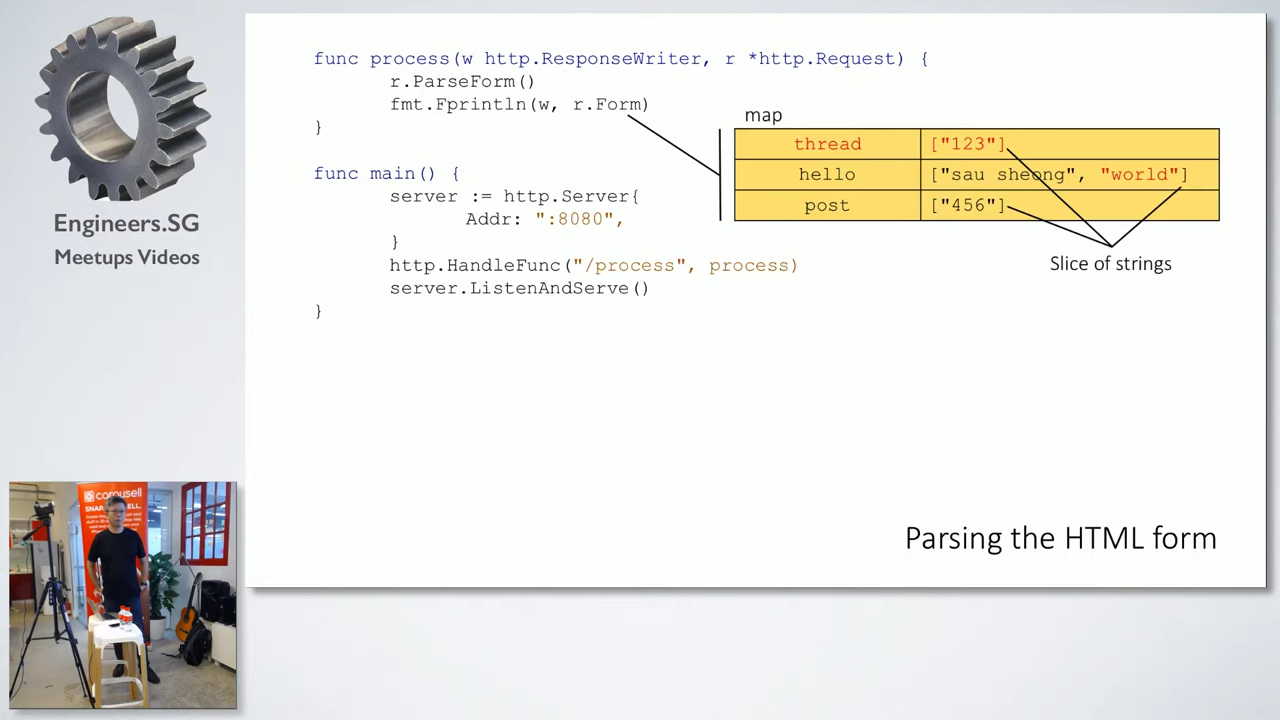 Engineers.SG
Meetups Videos
func process(w http.ResponseWriter, r *http.Request) {
r.ParseForm()
fmt.Fprintln(w, r.Form)
}
func main() {
server := http.Server{
Addr: ":8080",
}
http.HandleFunc("/process", process)
server.ListenAndServe()
}
map
thread ["123"]
hello ["sau sheong", "world"]
post ["456"]
Slice of strings
Parsing the HTML form
carousell